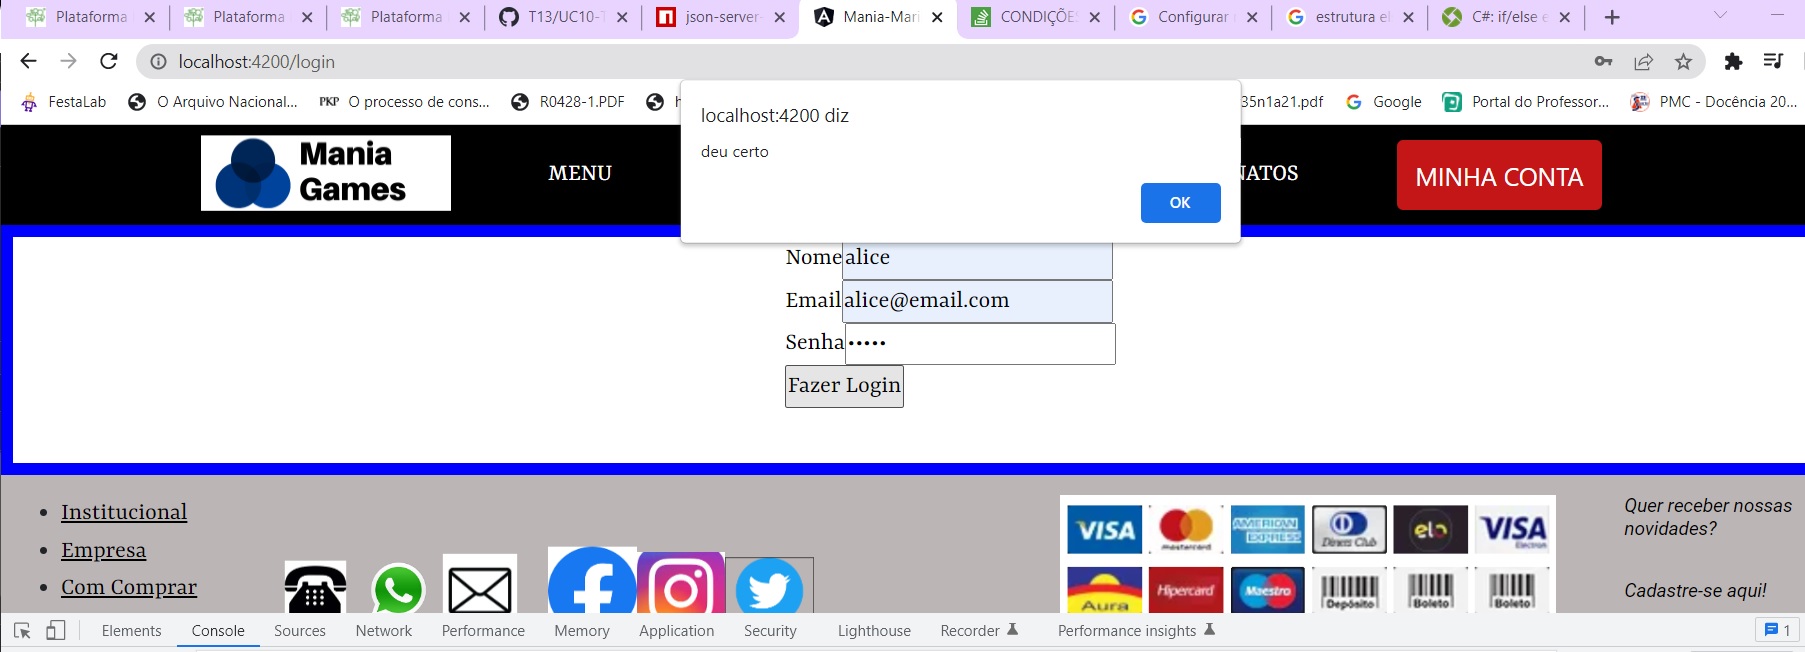 Plataforma
Plataforma
Plataforma
T13/UC10-T
json-server-
Mania-Mari
CONDIÇÕES
Configurar
estrutura el
C#: if/else e
localhost:4200/login
FestaLab
O Arquivo Nacional...
PKP
O processo de cons...
R0428-1.PDF
35n1a21.pdf
Google
Portal do Professor...
PMC - Docência 20...
localhost:4200 diz
deu certo
OK
Mania
Games
MENU
NATOS
MINHA CONTA
Nome alice
Email alice@email.com
Senha •••••
Fazer Login
Institucional
Empresa
Com Comprar
VISA
mastercard
AMERICAN
EXPRESS
Diners Club
elo
VISA
Electron
Aura
Hipercard
Maestro
Depósito
Boleto
Boleto
Quer receber nossas
novidades?
Cadastre-se aqui!
Elements
Console
Sources
Network
Performance
Memory
Application
Security
Lighthouse
Recorder
Performance insights
1